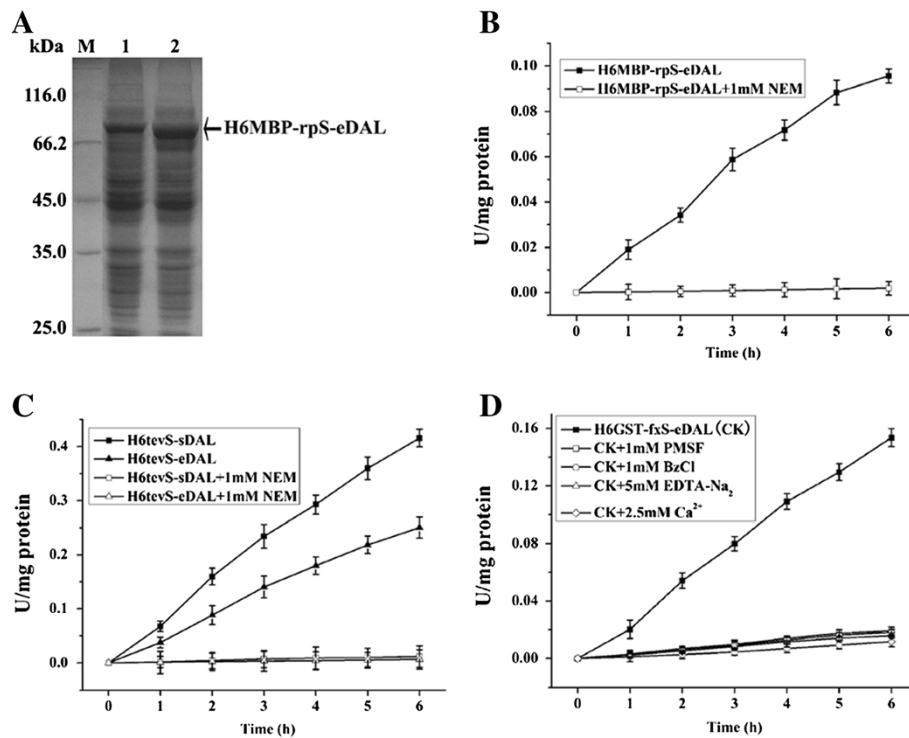 A
kDa M 1 2
116.0
66.2
45.0
35.0
25.0
H6MBP-rpS-eDAL
B
U/mg protein
0.10
0.08
0.06
0.04
0.02
0.00
H6MBP-rpS-eDAL
H6MBP-rpS-eDAL+1mM NEM
0 1 2 3 4 5 6
Time (h)
C
U/mg protein
0.4
0.3
0.2
0.1
0.0
H6tevS-sDAL
H6tevS-eDAL
H6tevS-sDAL+1mM NEM
H6tevS-eDAL+1mM NEM
0 1 2 3 4 5 6
Time (h)
D
U/mg protein
0.16
0.12
0.08
0.04
0.00
H6GST-fxS-eDAL(CK)
CK+1mM PMSF
CK+1mM BzCl
CK+5mM EDTA-Na₂
CK+2.5mM Ca²⁺
0 1 2 3 4 5 6
Time (h)